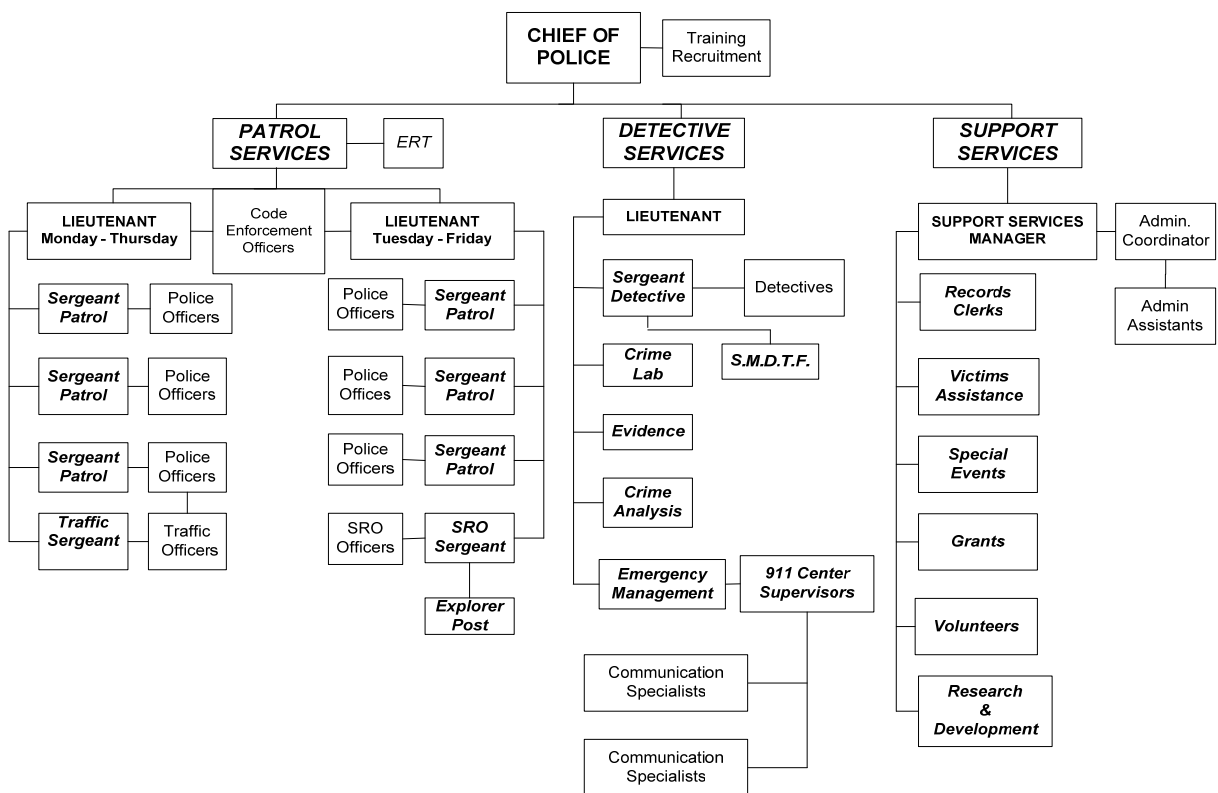 CHIEF OF
POLICE
Training
Recruitment
PATROL
SERVICES
ERT
DETECTIVE
SERVICES
SUPPORT
SERVICES
LIEUTENANT
Monday - Thursday
Code
Enforcement
Officers
LIEUTENANT
Tuesday - Friday
LIEUTENANT
SUPPORT SERVICES
MANAGER
Admin.
Coordinator
Admin
Assistants
Sergeant
Patrol
Police
Officers
Police
Officers
Sergeant
Patrol
Sergeant
Detective
Detectives
S.M.D.T.F.
Records
Clerks
Sergeant
Patrol
Police
Officers
Police
Offices
Sergeant
Patrol
Crime
Lab
Victims
Assistance
Sergeant
Patrol
Police
Officers
Police
Officers
Sergeant
Patrol
Evidence
Special
Events
Traffic
Sergeant
Traffic
Officers
SRO
Officers
SRO
Sergeant
Crime
Analysis
Grants
Explorer
Post
Emergency
Management
911 Center
Supervisors
Volunteers
Communication
Specialists
Research
&
Development
Communication
Specialists